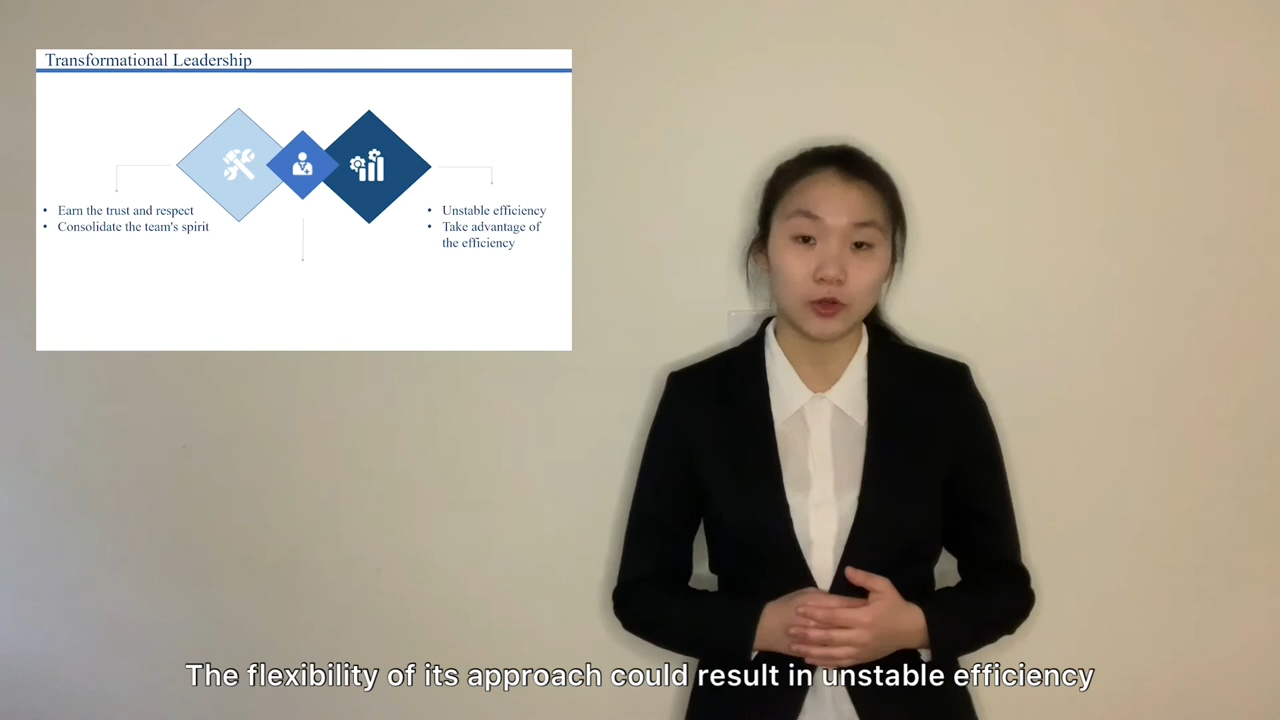 Transformational Leadership
• Earn the trust and respect
• Consolidate the team's spirit
• Unstable efficiency
• Take advantage of
the efficiency
The flexibility of its approach could result in unstable efficiency